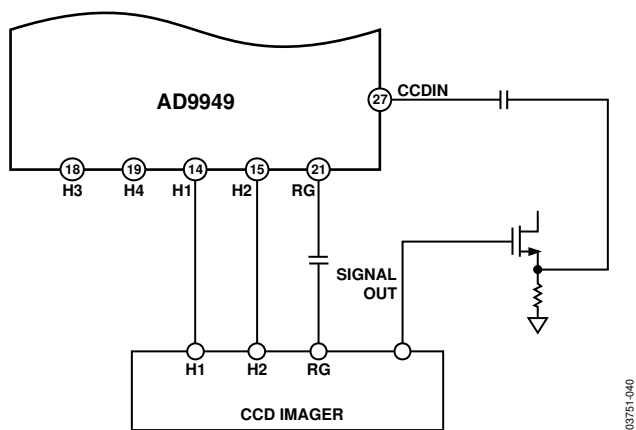 AD9949
27 CCDIN
18 19 14 15 21
H3 H4 H1 H2 RG
SIGNAL
OUT
H1 H2 RG
CCD IMAGER
03751-040